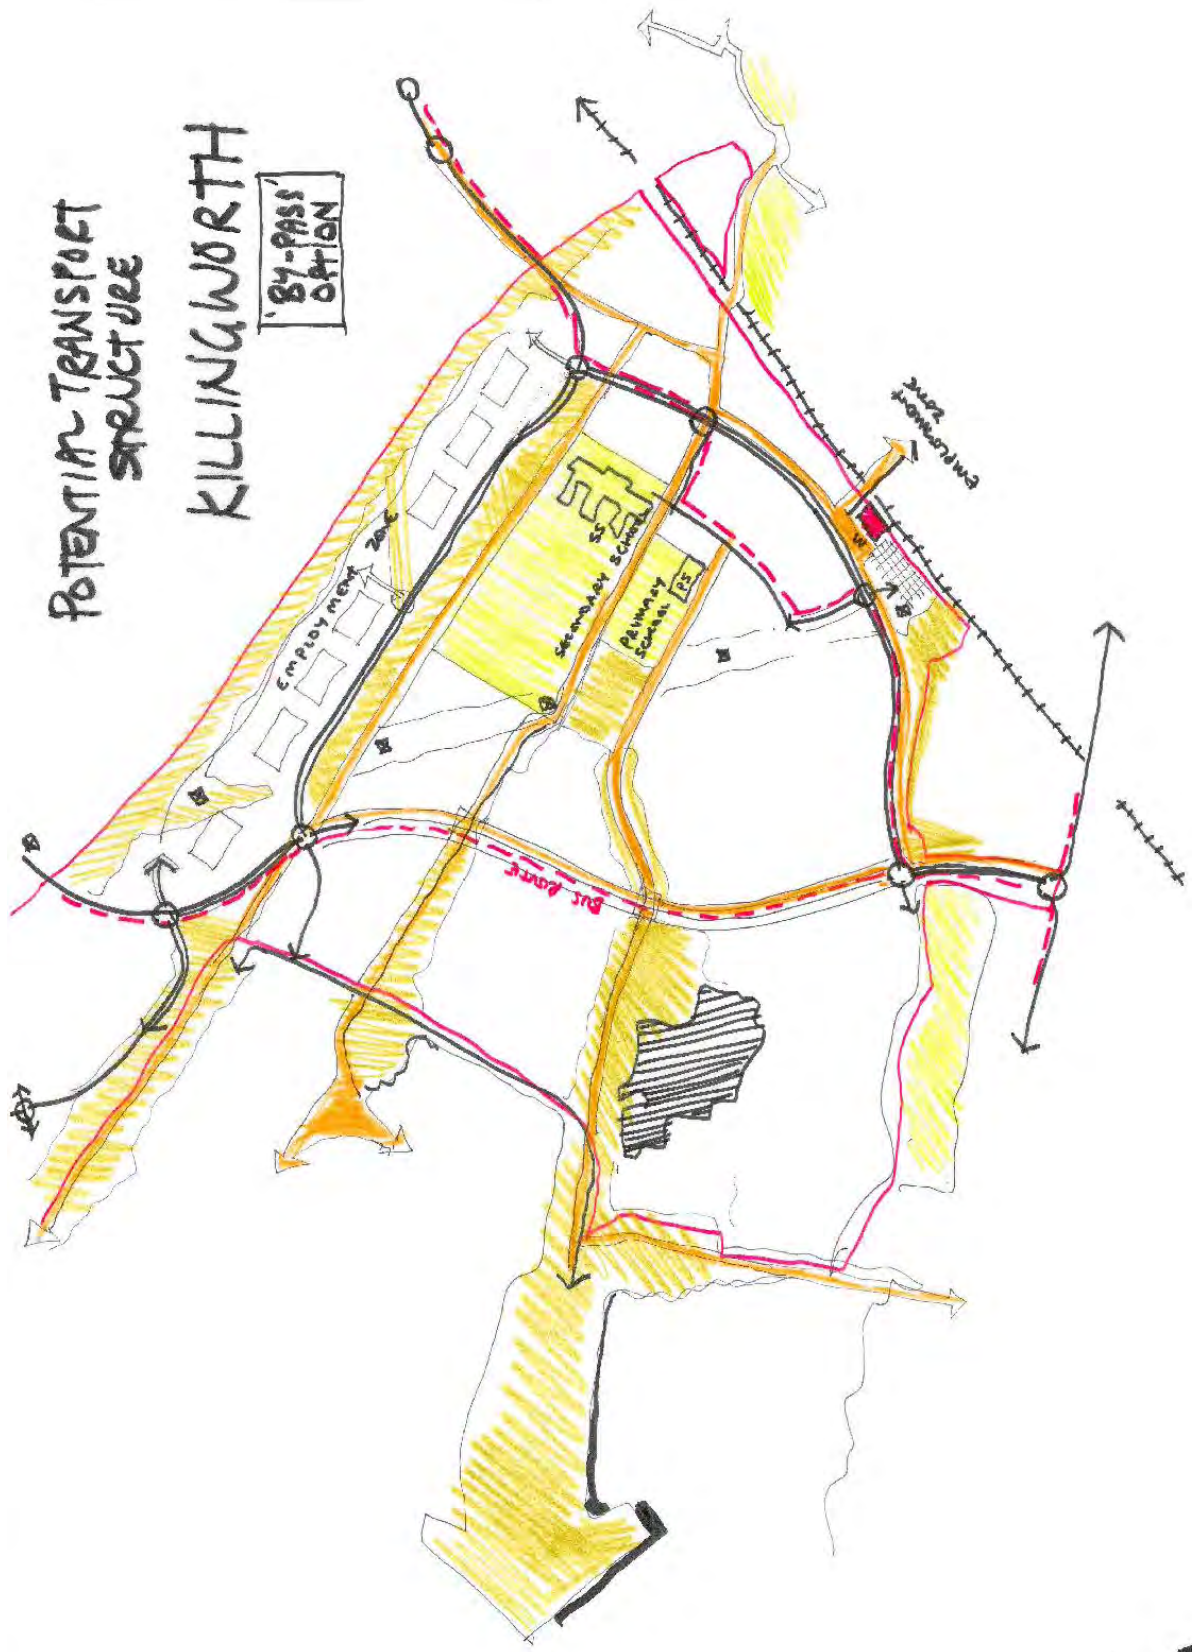 POTENTIAL TRANSPORT
STRUCTURE
KILLINGWORTH
'BY-PASS'
OPTION
EMPLOYMENT ZONE
SS
SECONDARY SCHOOL
PRIMARY
SCHOOL
PS
M
EMPLOYMENT
ZONE
BUS ROUTE